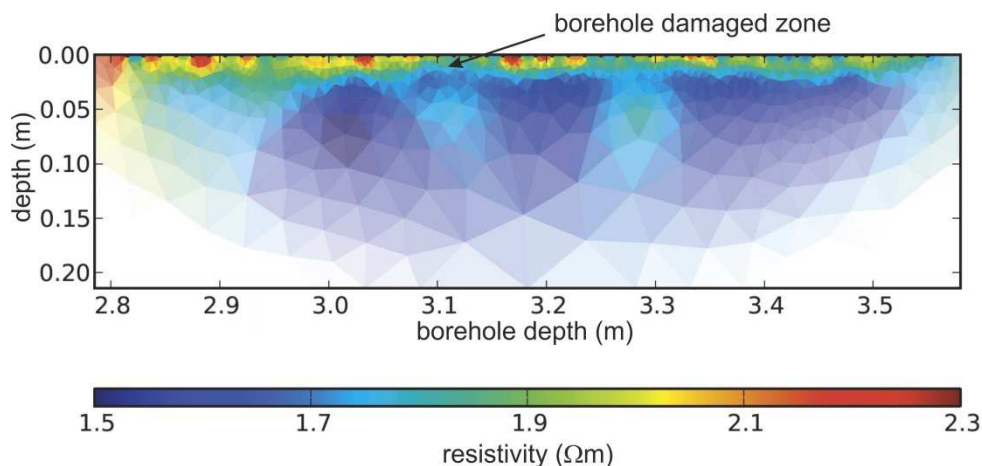 borehole damaged zone
0.00
0.05
0.10
0.15
0.20
depth (m)
2.8 2.9 3.0 3.1 3.2 3.3 3.4 3.5
borehole depth (m)
1.5 1.7 1.9 2.1 2.3
resistivity (Ωm)